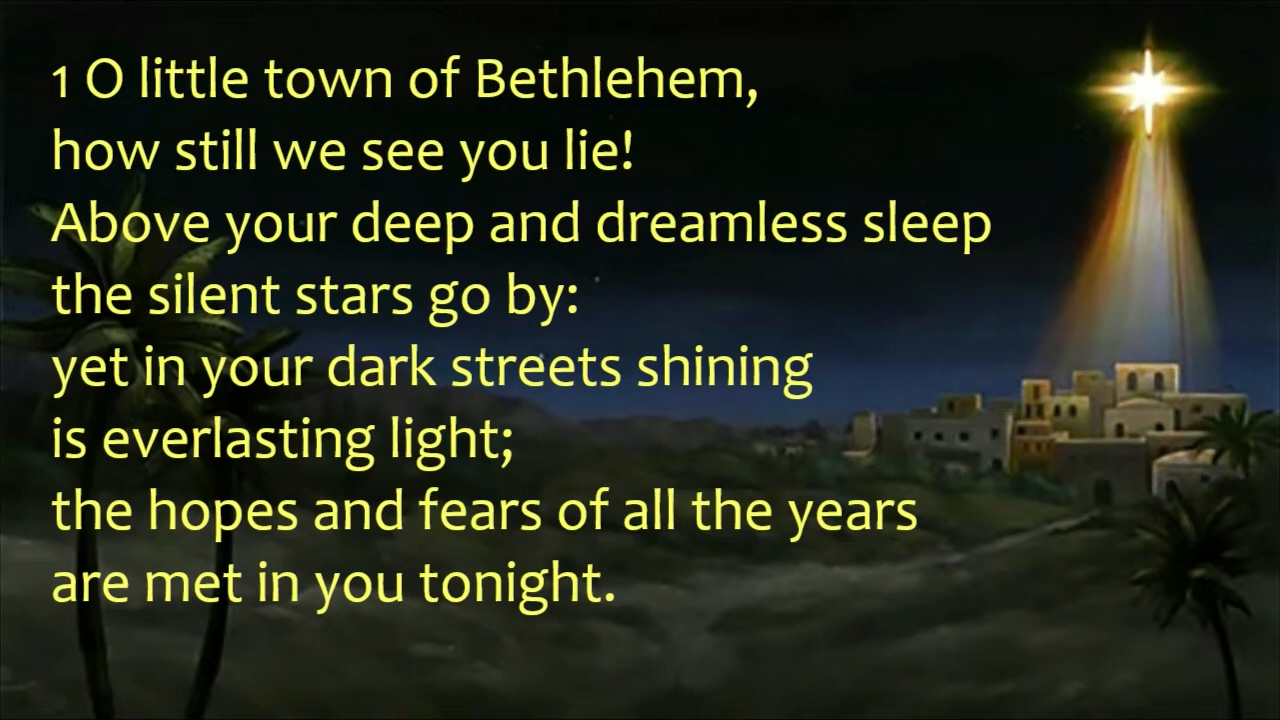 1 O little town of Bethlehem,
how still we see you lie!
Above your deep and dreamless sleep
the silent stars go by:
yet in your dark streets shining
is everlasting light;
the hopes and fears of all the years
are met in you tonight.